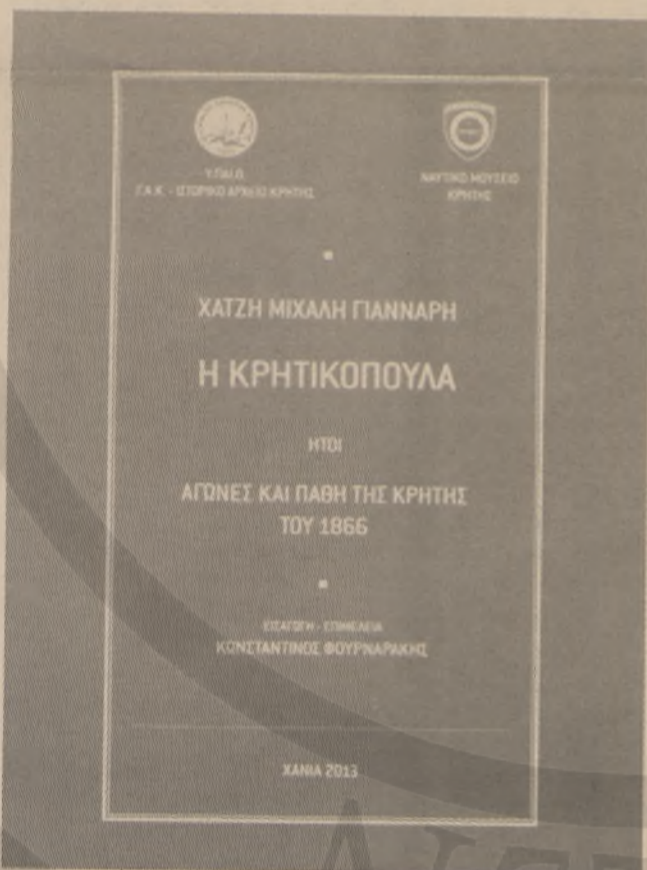 Υ.ΠΑΙ.Θ.
Γ.Α.Κ. - ΙΣΤΟΡΙΚΟ ΑΡΧΕΙΟ ΚΡΗΤΗΣ
ΝΑΥΤΙΚΟ ΜΟΥΣΕΙΟ
ΚΡΗΤΗΣ
ΧΑΤΖΗ ΜΙΧΑΛΗ ΓΙΑΝΝΑΡΗ
Η ΚΡΗΤΙΚΟΠΟΥΛΑ
ΗΤΟΙ
ΑΓΩΝΕΣ ΚΑΙ ΠΑΘΗ ΤΗΣ ΚΡΗΤΗΣ
ΤΟΥ 1866
ΕΙΣΑΓΩΓΗ - ΕΠΙΜΕΛΕΙΑ
ΚΩΝΣΤΑΝΤΙΝΟΣ ΦΟΥΡΝΑΡΑΚΗΣ
ΧΑΝΙΑ 2013